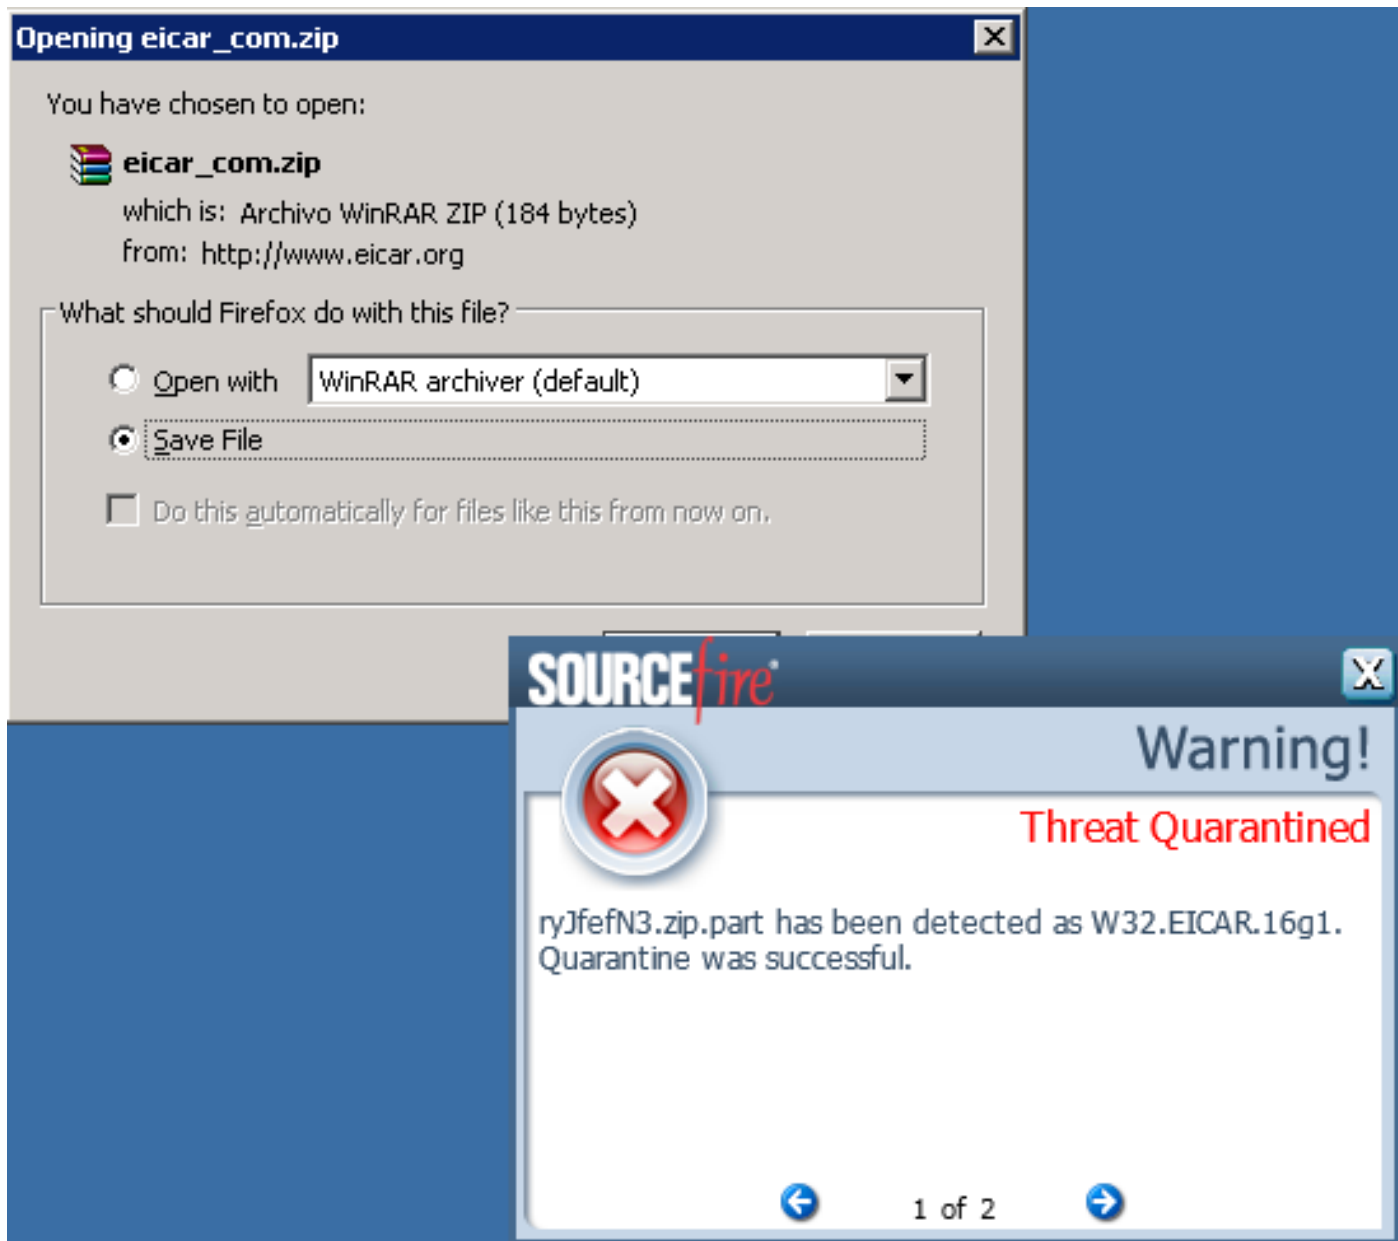 Opening eicar_com.zip
You have chosen to open:
eicar_com.zip
which is: Archivo WinRAR ZIP (184 bytes)
from: http://www.eicar.org
What should Firefox do with this file?
Open with WinRAR archiver (default)
Save File
Do this automatically for files like this from now on.
SOURCEfire®
Warning!
Threat Quarantined
ryJfefN3.zip.part has been detected as W32.EICAR.16g1.
Quarantine was successful.
1 of 2